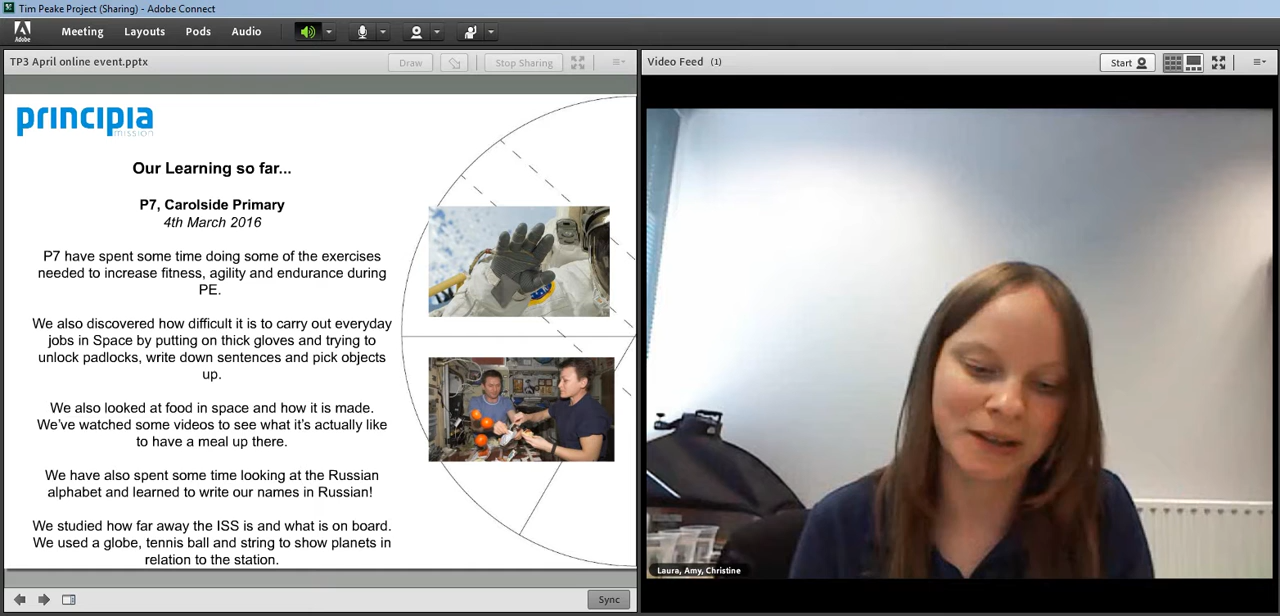 Tim Peake Project (Sharing) - Adobe Connect
Adobe
Meeting
Layouts
Pods
Audio
TP3 April online event.pptx
Draw
Stop Sharing
principia
mission
Our Learning so far...
P7, Carolside Primary
4th March 2016
P7 have spent some time doing some of the exercises
needed to increase fitness, agility and endurance during
PE.
We also discovered how difficult it is to carry out everyday
jobs in Space by putting on thick gloves and trying to
unlock padlocks, write down sentences and pick objects
up.
We also looked at food in space and how it is made.
We've watched some videos to see what it's actually like
to have a meal up there.
We have also spent some time looking at the Russian
alphabet and learned to write our names in Russian!
We studied how far away the ISS is and what is on board.
We used a globe, tennis ball and string to show planets in
relation to the station.
Sync
Video Feed (1)
Start
Laura, Amy, Christine